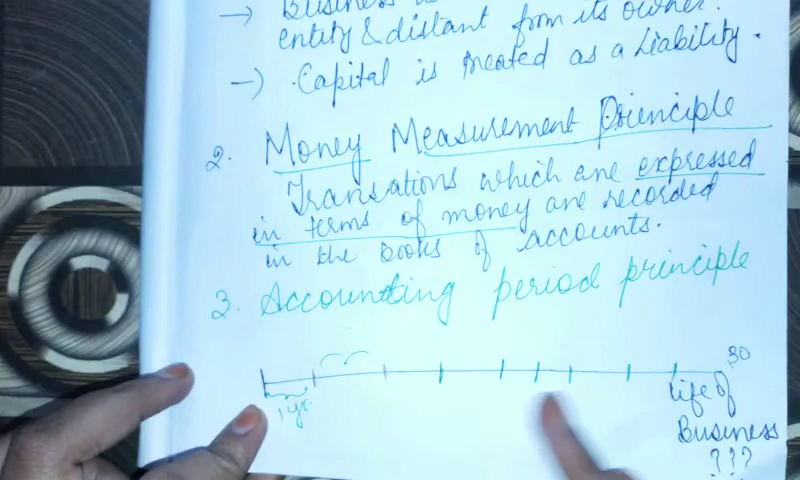 → Business
entity & distant from its owner.
→ Capital is treated as a liability.
2. Money Measurement Principle
Transations which are expressed
in terms of money are recorded
in the books of accounts.
3. Accounting period principle
30
1 yr.
life of
Business
???